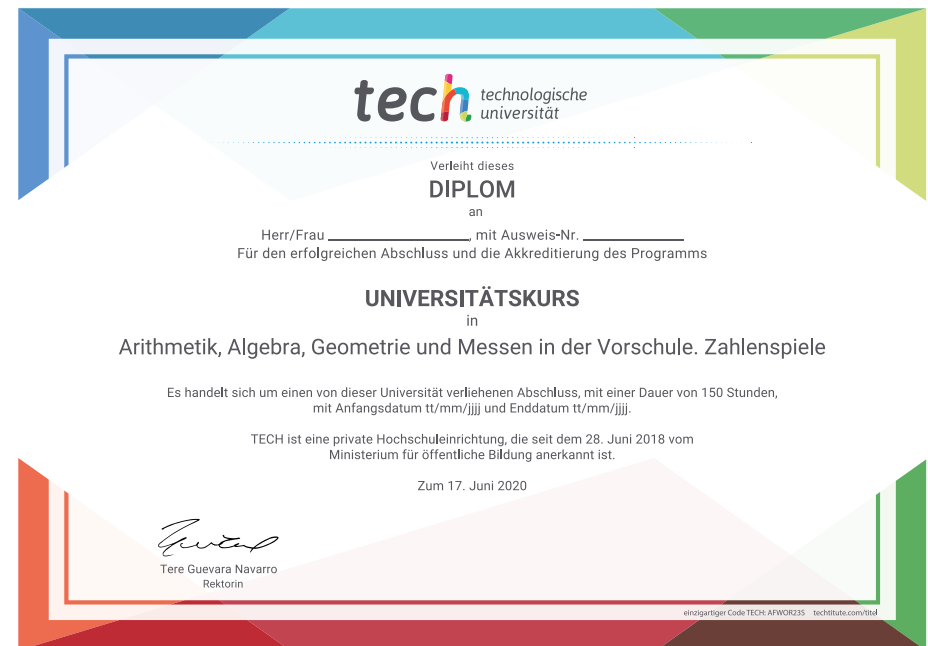 tech technologische
universität
Verleiht dieses
DIPLOM
an
Herr/Frau ____________________, mit Ausweis-Nr. ______________
Für den erfolgreichen Abschluss und die Akkreditierung des Programms
UNIVERSITÄTSKURS
in
Arithmetik, Algebra, Geometrie und Messen in der Vorschule. Zahlenspiele
Es handelt sich um einen von dieser Universität verliehenen Abschluss, mit einer Dauer von 150 Stunden,
mit Anfangsdatum tt/mm/jjjj und Enddatum tt/mm/jjjj.
TECH ist eine private Hochschuleinrichtung, die seit dem 28. Juni 2018 vom
Ministerium für öffentliche Bildung anerkannt ist.
Zum 17. Juni 2020
Tere Guevara Navarro
Rektorin
einzigartiger Code TECH: AFWOR23S techtitute.com/titel